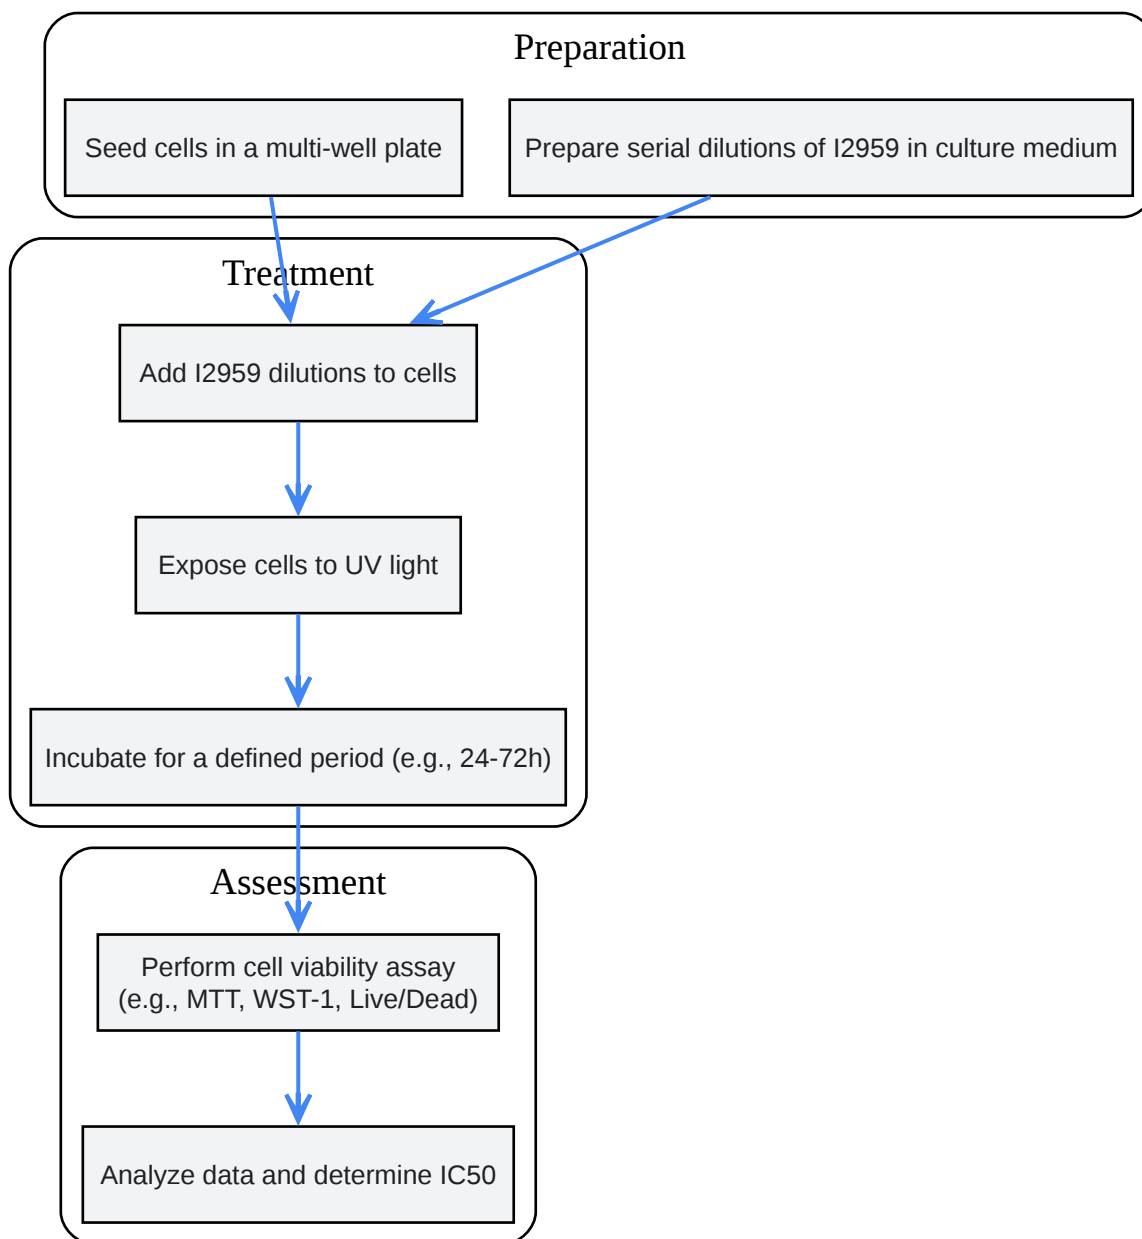 Preparation
Seed cells in a multi-well plate
Prepare serial dilutions of I2959 in culture medium
Treatment
Add I2959 dilutions to cells
Expose cells to UV light
Incubate for a defined period (e.g., 24-72h)
Assessment
Perform cell viability assay
(e.g., MTT, WST-1, Live/Dead)
Analyze data and determine IC50